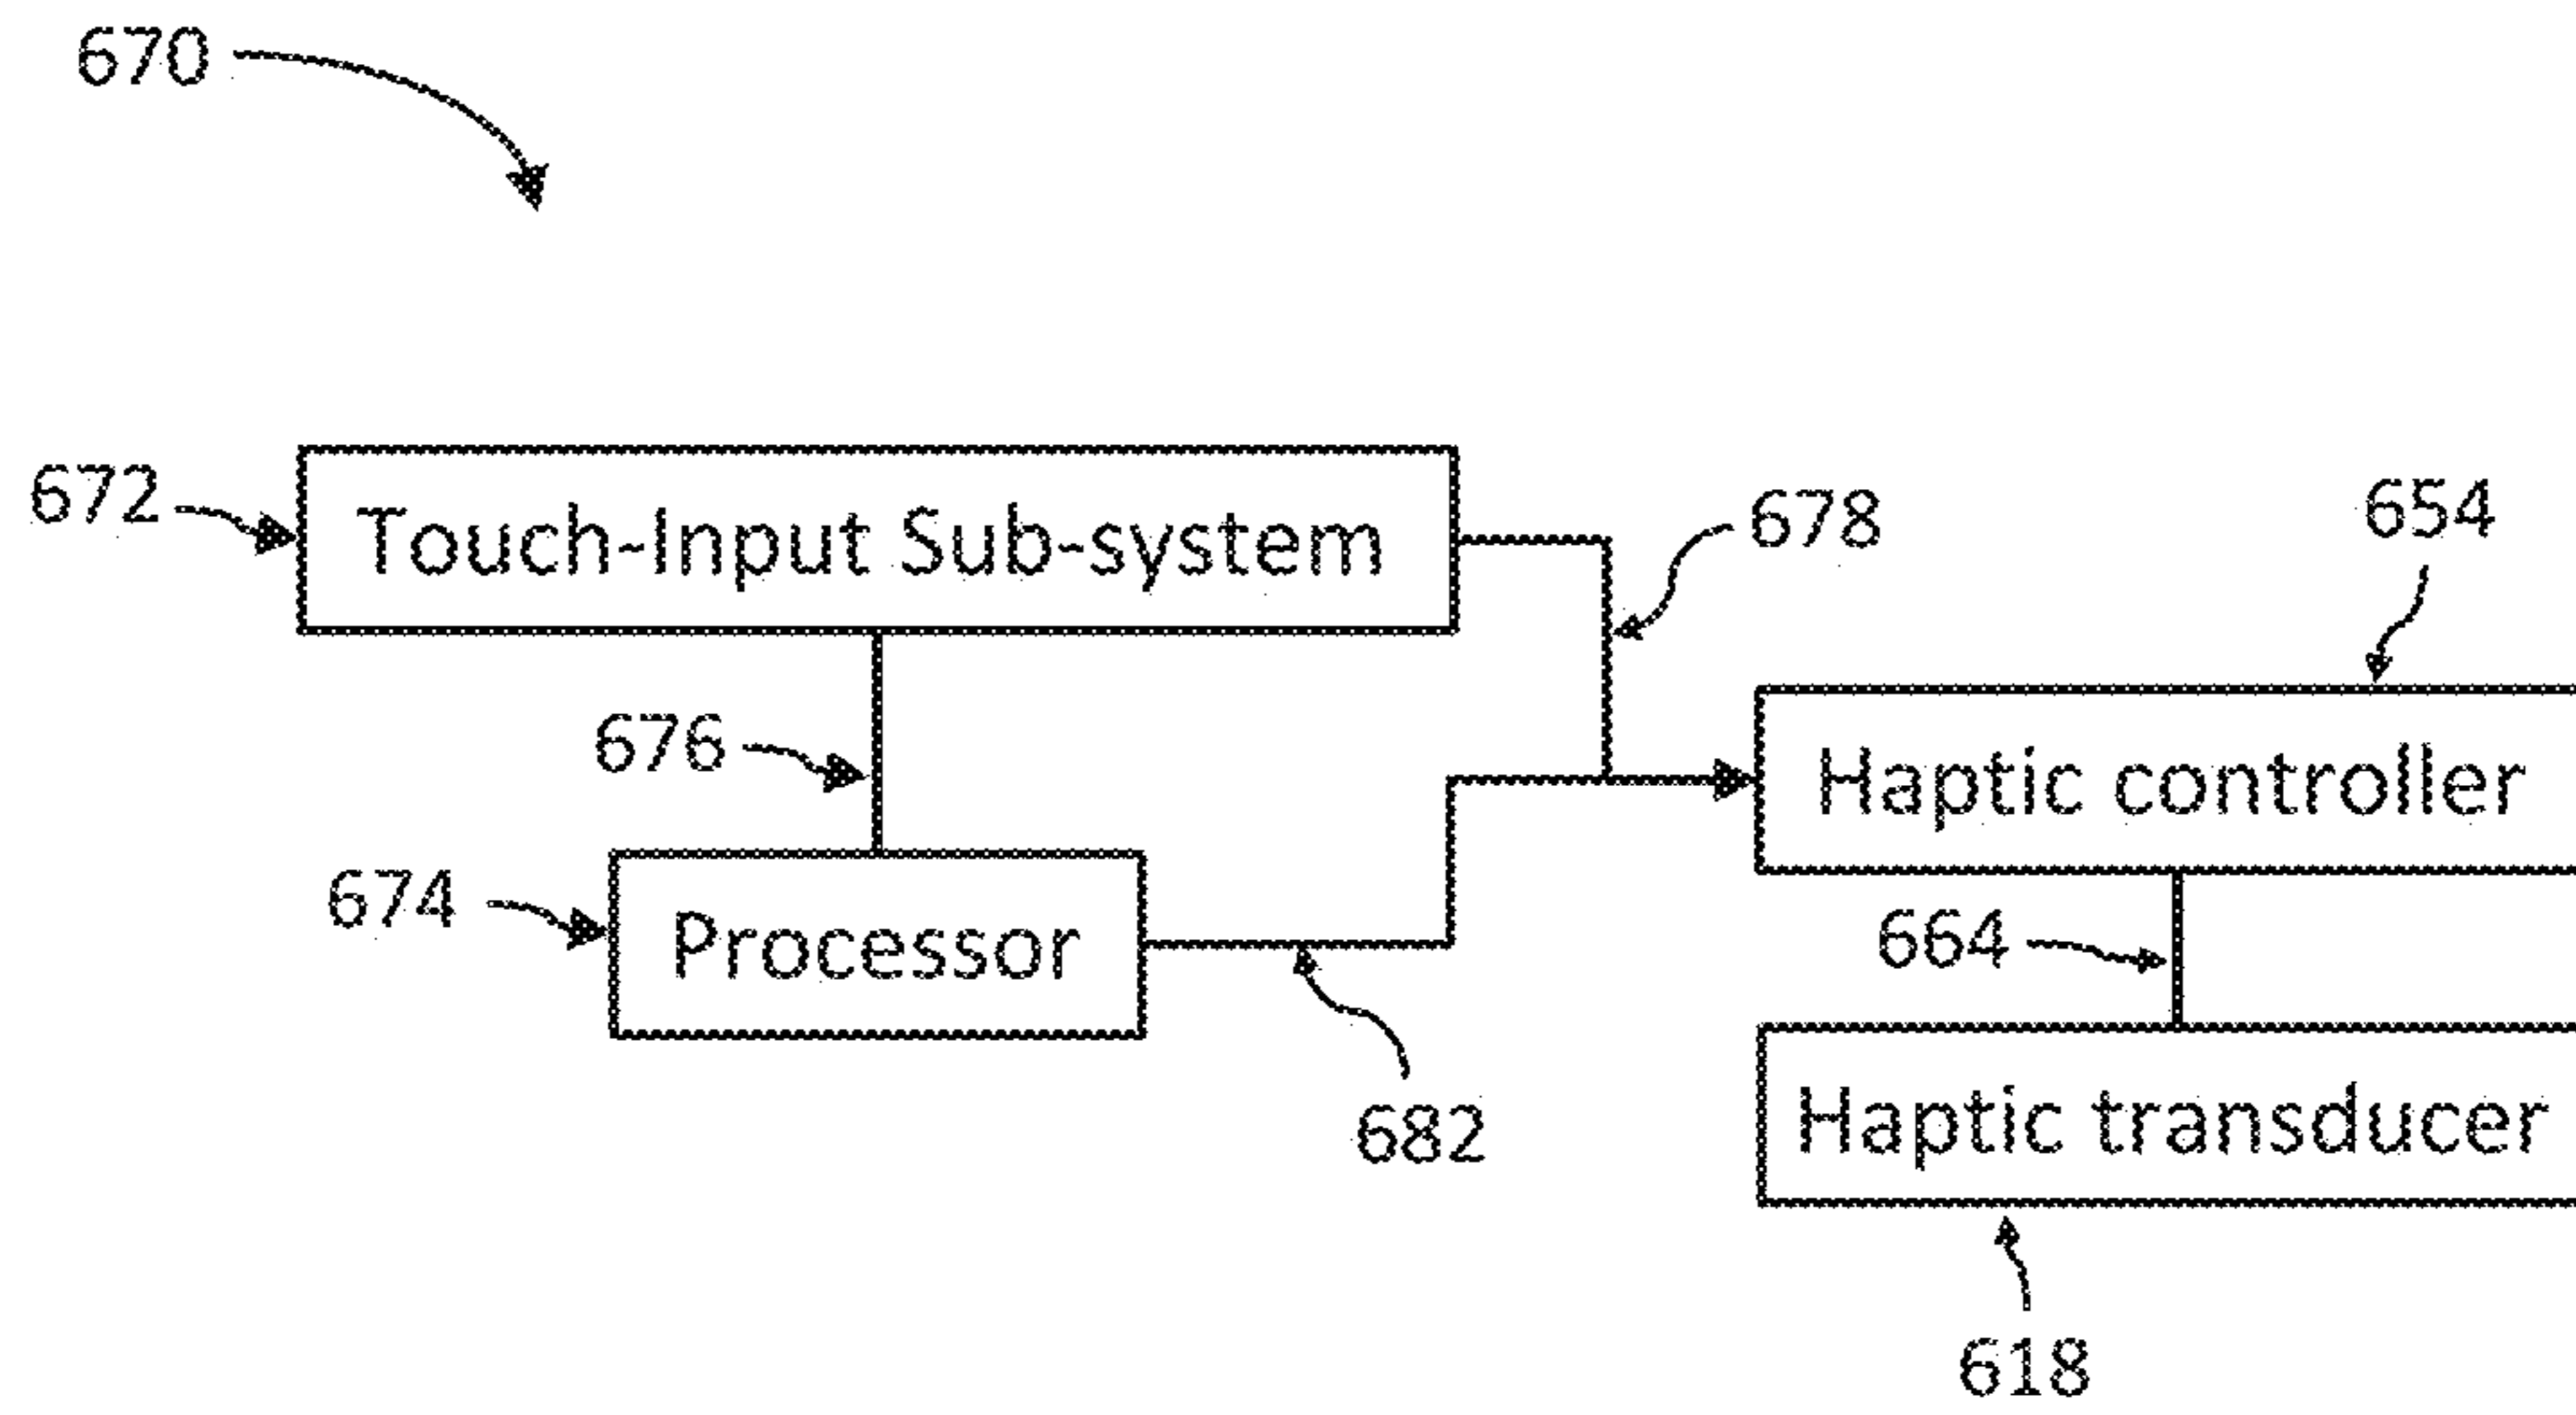 670
672
Touch-Input Sub-system
678
654
676
Haptic controller
674
Processor
664
682
Haptic transducer
618